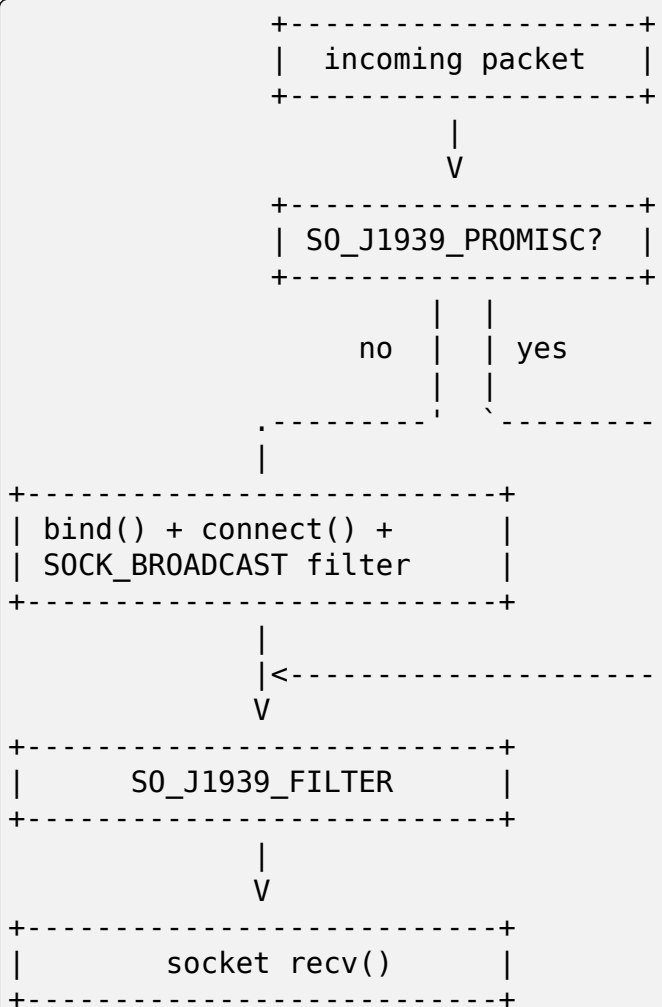 +---------------------+
|  incoming packet   |
+---------------------+
|
V
+---------------------+
| SO_J1939_PROMISC?  |
+---------------------+
|  |
no  |  | yes
|  |
.---------'  `---------
|
+---------------------------+
| bind() + connect() +      |
| SOCK_BROADCAST filter     |
+---------------------------+
|
|<---------------------
V
+---------------------------+
|      SO_J1939_FILTER      |
+---------------------------+
|
V
+---------------------------+
|        socket recv()      |
+---------------------------+